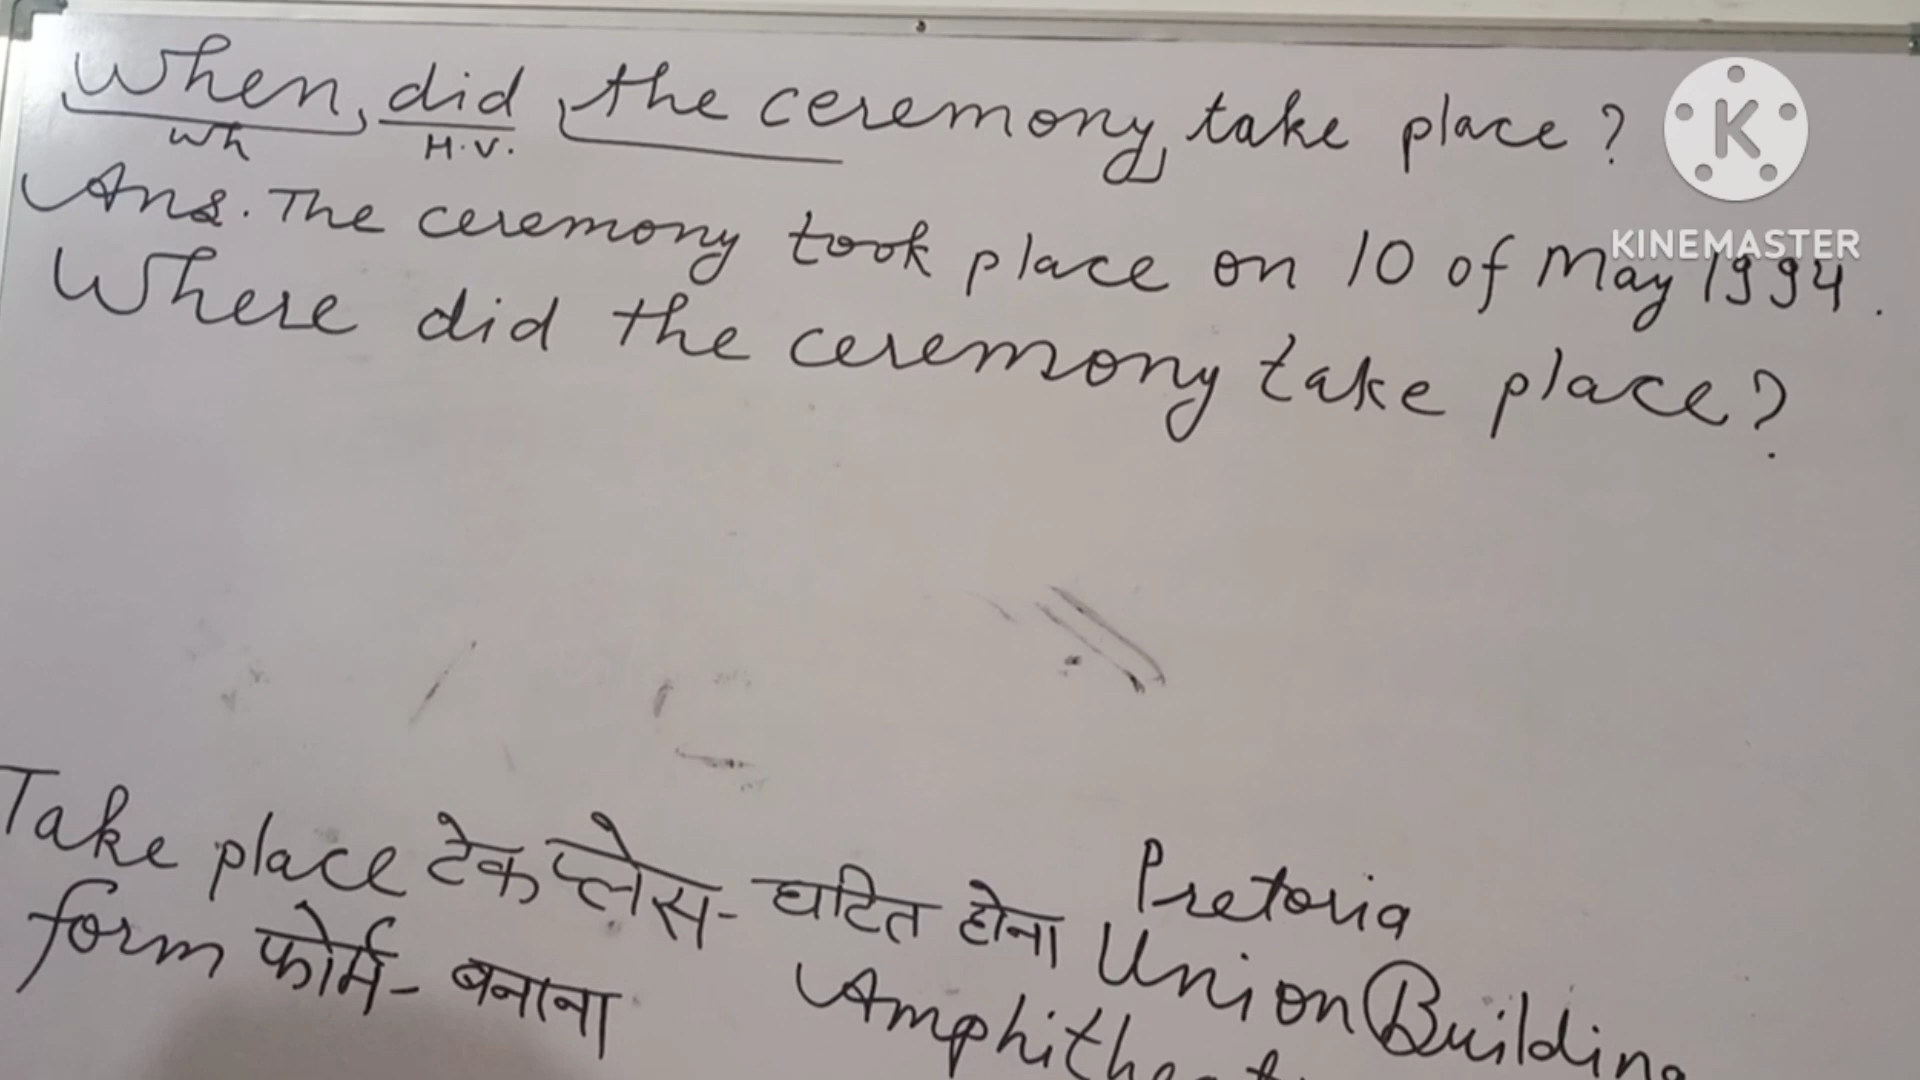 When, did the ceremony, take place?
Wh H.V.
Ans. The ceremony took place on 10 of May 1994.
Where did the ceremony take place?
Take place टेक प्लेस - घटित होना
form फोर्म - बनाना
Pretoria
Union Building
Amphitheat
KINEMASTER